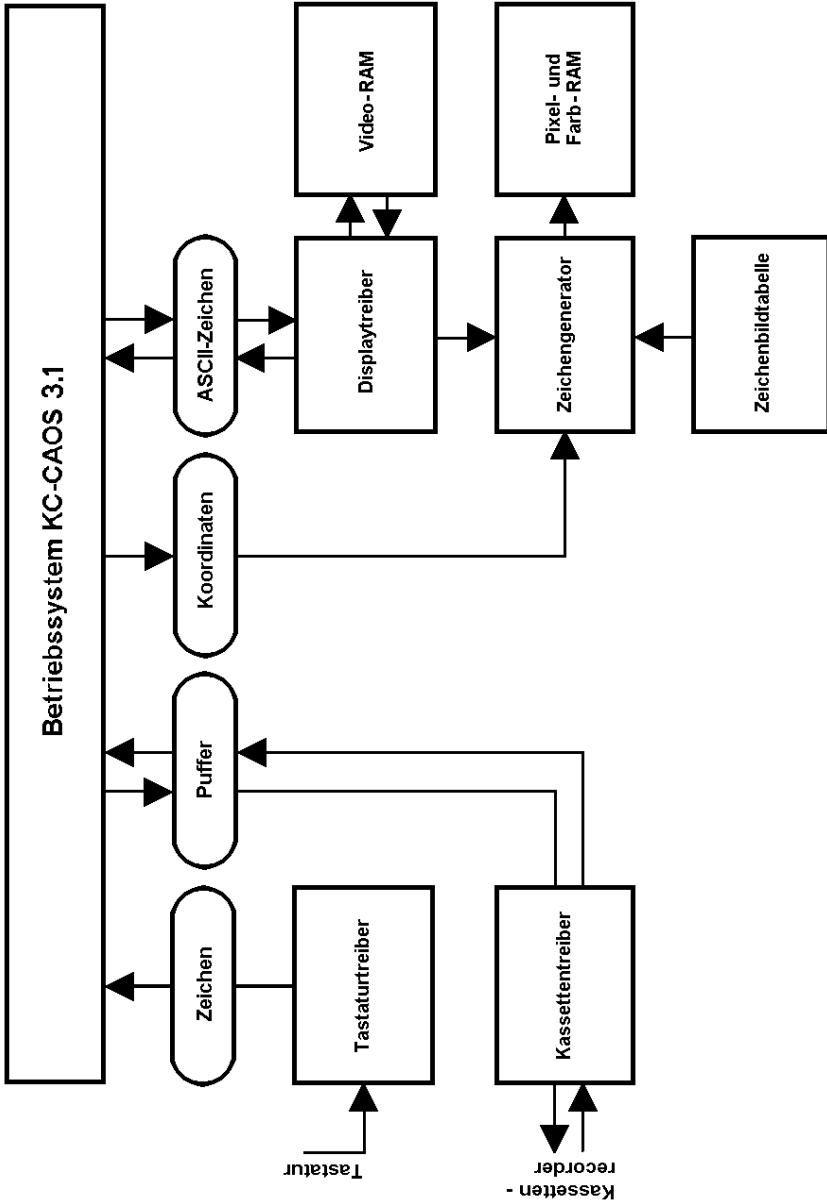 Betriebssystem KC-CAOS 3.1
Zeichen
Puffer
Koordinaten
ASCII-Zeichen
Tastatur
Tastaturtreiber
Displaytreiber
Video-RAM
Kassetten-
recorder
Kassettentreiber
Zeichengenerator
Pixel- und
Farb-RAM
Zeichenbildtabelle